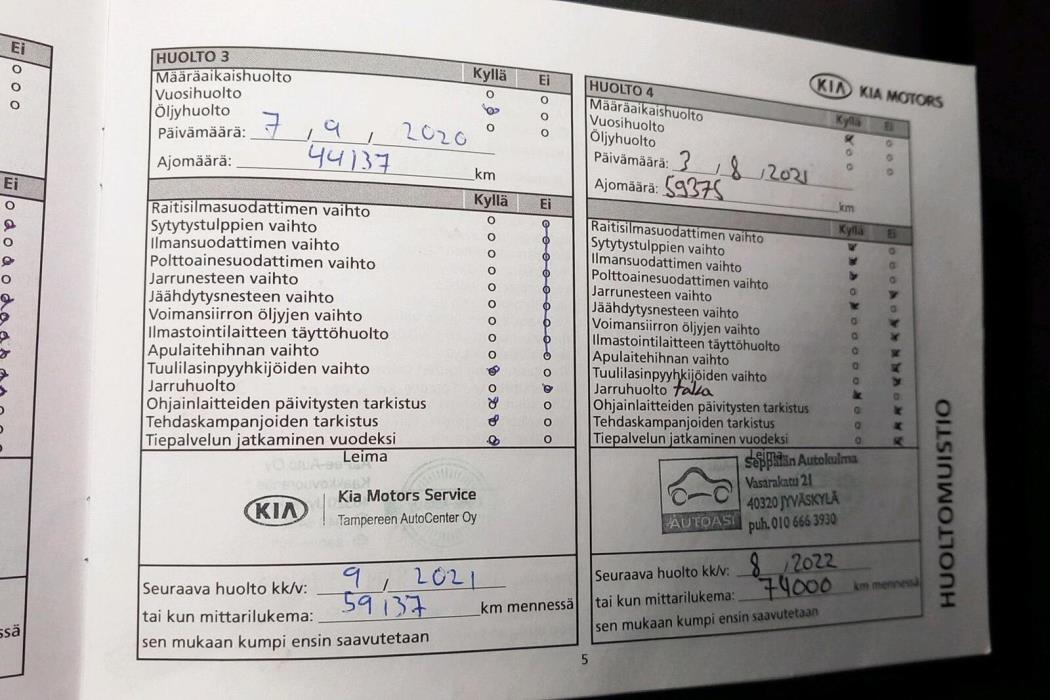 Ei
Ei
ssä
HUOLTO 3
Kyllä Ei
Määräaikaishuolto
Vuosihuolto
Öljyhuolto
Päivämäärä: 7 , 9 , 2020
Ajomäärä: 44137 km
Kyllä Ei
Raitisilmasuodattimen vaihto
Sytytystulppien vaihto
Ilmansuodattimen vaihto
Polttoainesuodattimen vaihto
Jarrunesteen vaihto
Jäähdytysnesteen vaihto
Voimansiirron öljyjen vaihto
Ilmastointilaitteen täyttöhuolto
Apulaitehihnan vaihto
Tuulilasinpyyhkijöiden vaihto
Jarruhuolto
Ohjainlaitteiden päivitysten tarkistus
Tehdaskampanjoiden tarkistus
Tiepalvelun jatkaminen vuodeksi
Leima
KIA Kia Motors Service
Tampereen AutoCenter Oy
Seuraava huolto kk/v: 9 / 2021
tai kun mittarilukema: 59137 km mennessä
sen mukaan kumpi ensin saavutetaan
5
KIA KIA MOTORS
HUOLTO 4
Kyllä Ei
Määräaikaishuolto
Vuosihuolto
Öljyhuolto
Päivämäärä: 3 , 8 , 2021
Ajomäärä: 59375 km
Kyllä Ei
Raitisilmasuodattimen vaihto
Sytytystulppien vaihto
Ilmansuodattimen vaihto
Polttoainesuodattimen vaihto
Jarrunesteen vaihto
Jäähdytysnesteen vaihto
Voimansiirron öljyjen vaihto
Ilmastointilaitteen täyttöhuolto
Apulaitehihnan vaihto
Tuulilasinpyyhkijöiden vaihto
Jarruhuolto taka
Ohjainlaitteiden päivitysten tarkistus
Tehdaskampanjoiden tarkistus
Tiepalvelun jatkaminen vuodeksi
Leima
Seppälän Autokulma
Vasarakatu 21
40320 JYVÄSKYLÄ
puh. 010 666 3930
AUTOASI
Seuraava huolto kk/v: 8 , 2022
tai kun mittarilukema: 74000 km mennessä
sen mukaan kumpi ensin saavutetaan
HUOLTOMUISTIO